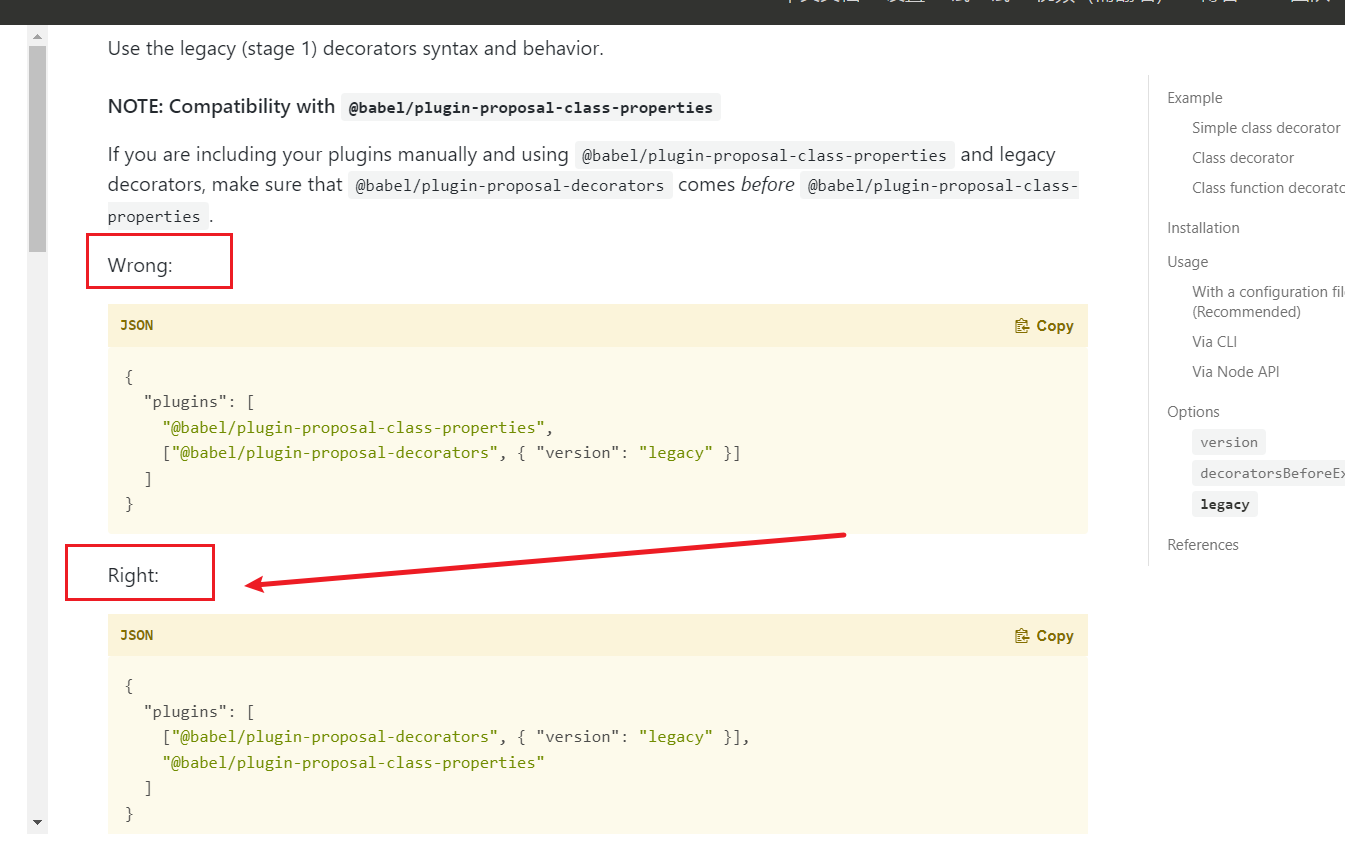 Use the legacy (stage 1) decorators syntax and behavior.
NOTE: Compatibility with @babel/plugin-proposal-class-properties
If you are including your plugins manually and using @babel/plugin-proposal-class-properties and legacy
decorators, make sure that @babel/plugin-proposal-decorators comes before @babel/plugin-proposal-class-
properties .
Wrong:
JSON
Copy
{
"plugins": [
"@babel/plugin-proposal-class-properties",
["@babel/plugin-proposal-decorators", { "version": "legacy" }]
]
}
Right:
JSON
Copy
{
"plugins": [
["@babel/plugin-proposal-decorators", { "version": "legacy" }],
"@babel/plugin-proposal-class-properties"
]
}
Example
Simple class decorator
Class decorator
Class function decorato
Installation
Usage
With a configuration fil
(Recommended)
Via CLI
Via Node API
Options
version
decoratorsBeforeEx
legacy
References